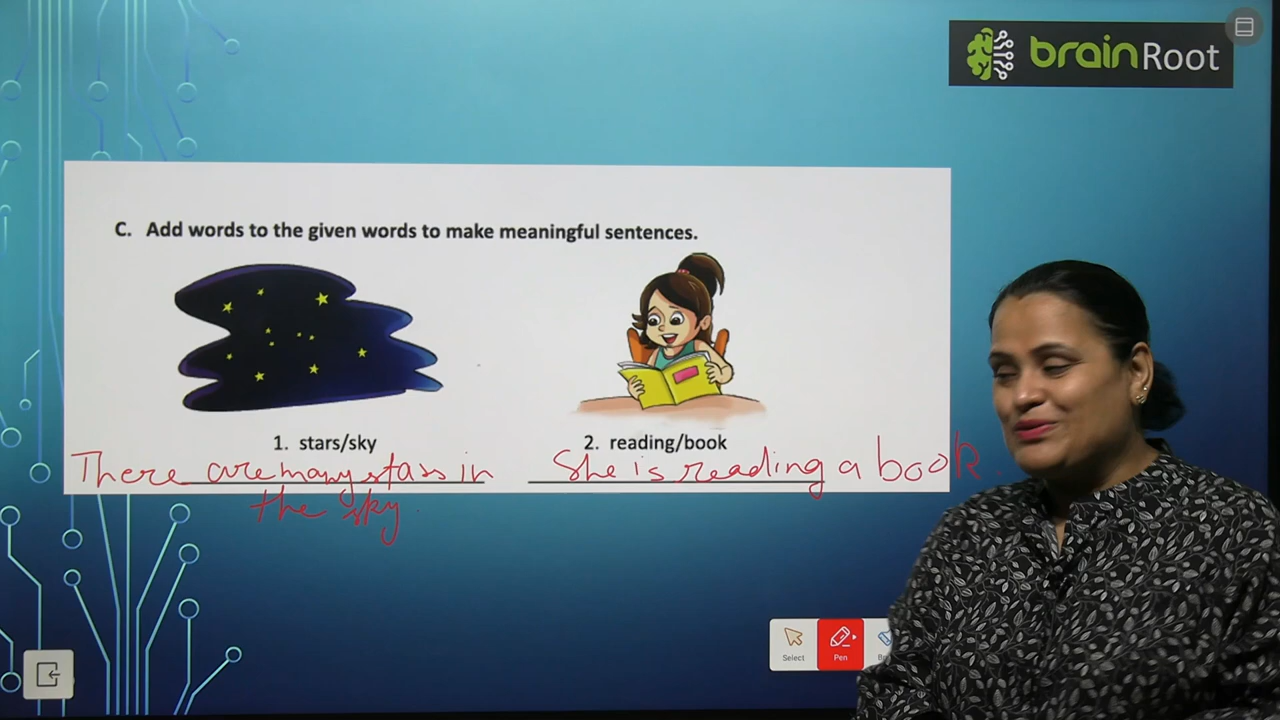 brainRoot
C. Add words to the given words to make meaningful sentences.
1. stars/sky
2. reading/book
There are many stars in
the sky
She is reading a book.
Select
Pen